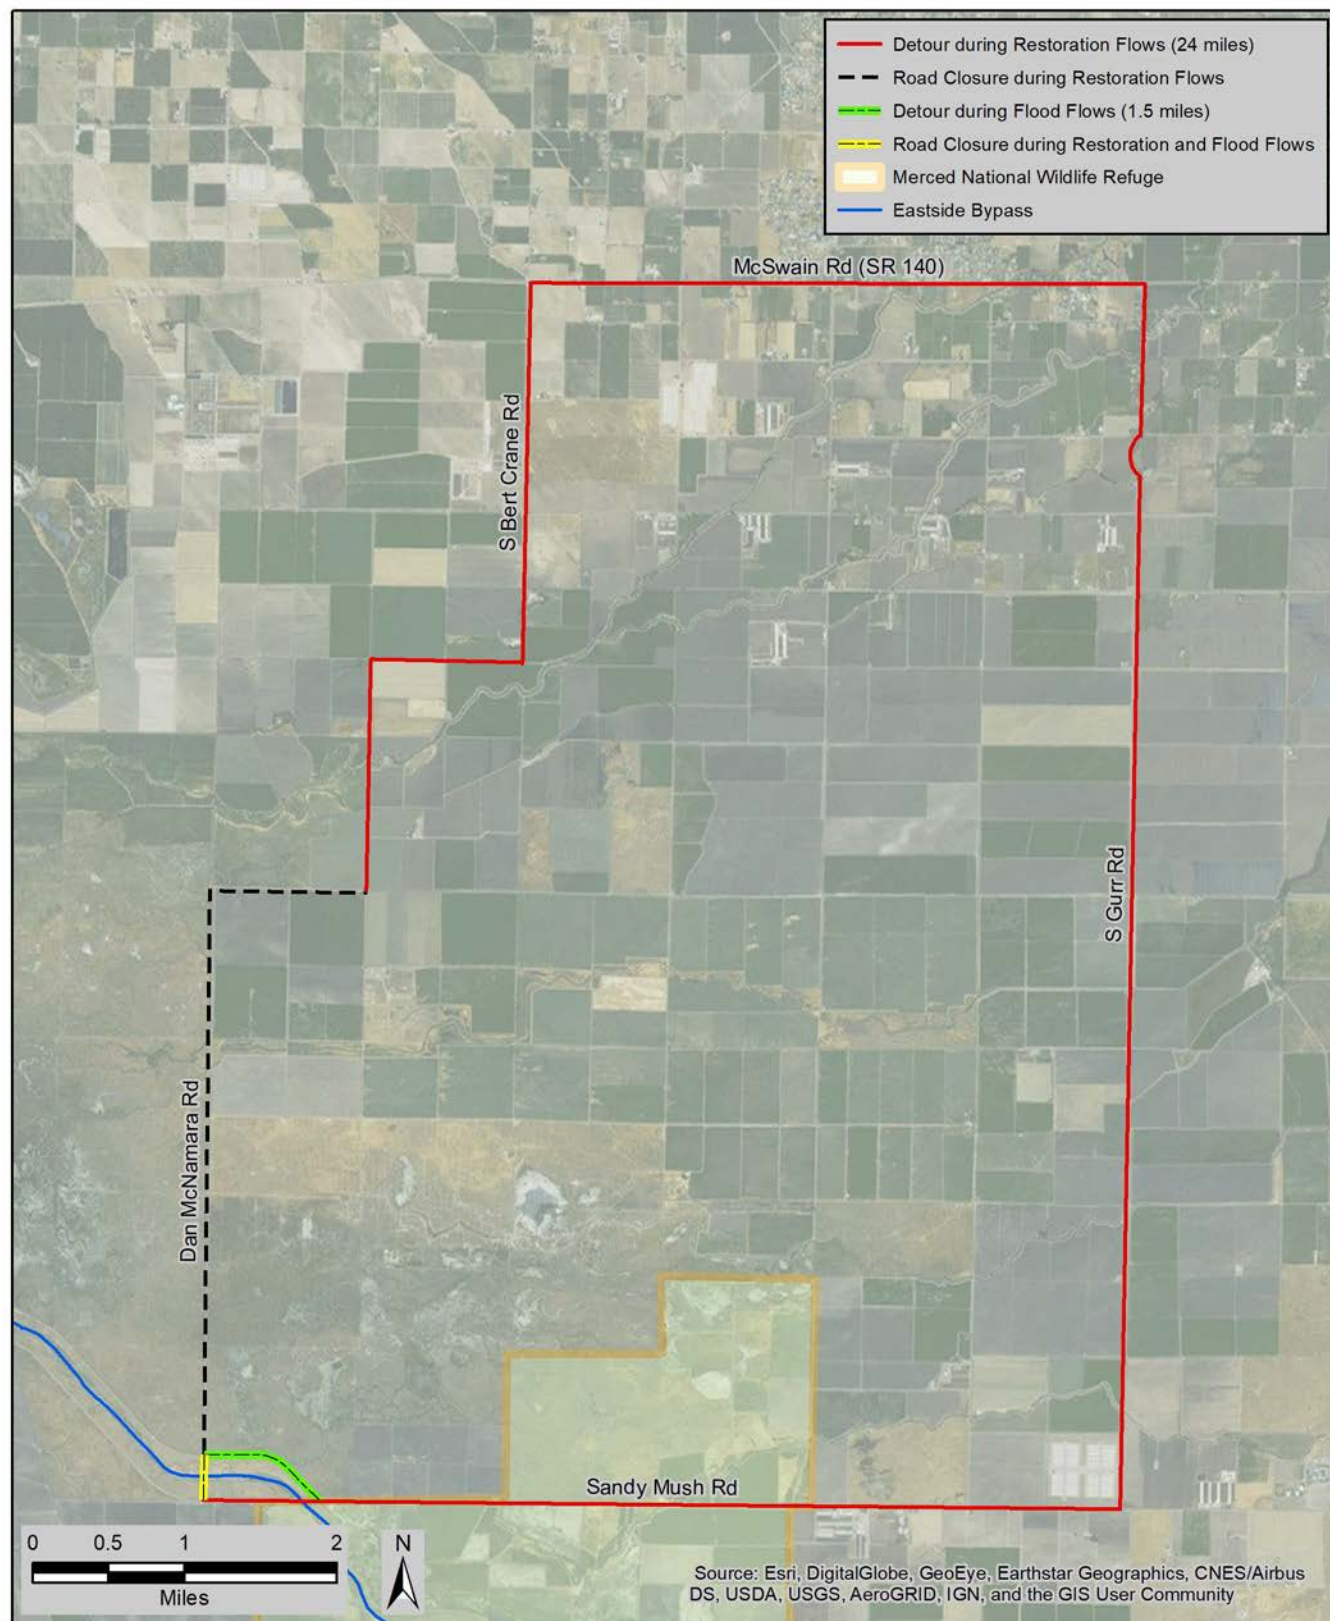 Detour during Restoration Flows (24 miles)
Road Closure during Restoration Flows
Detour during Flood Flows (1.5 miles)
Road Closure during Restoration and Flood Flows
Merced National Wildlife Refuge
Eastside Bypass
McSwain Rd (SR 140)
S Bert Crane Rd
S Gurr Rd
Dan McNamara Rd
Sandy Mush Rd
0 0.5 1 2
Miles
N
Source: Esri, DigitalGlobe, GeoEye, Earthstar Geographics, CNES/Airbus
DS, USDA, USGS, AeroGRID, IGN, and the GIS User Community